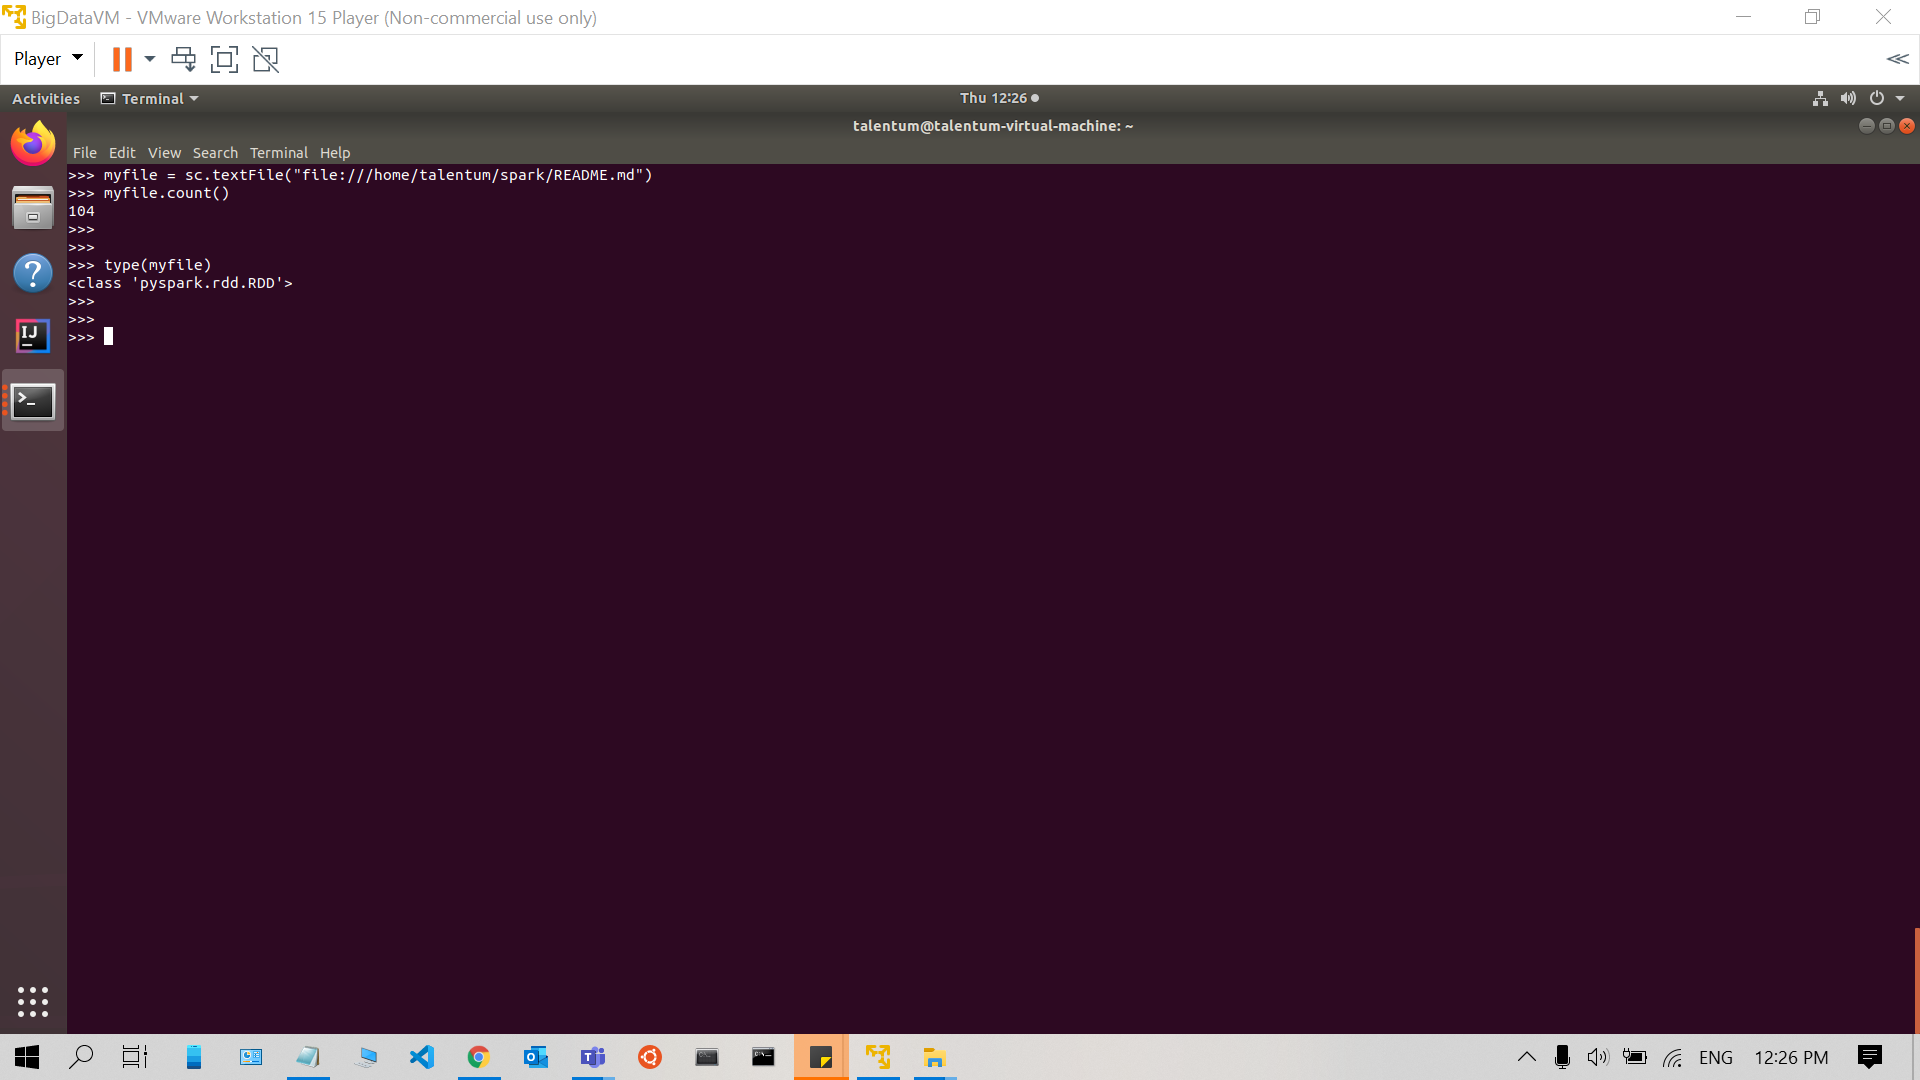 BigDataVM - VMware Workstation 15 Player (Non-commercial use only)
Player
Activities Terminal Thu 12:26
talentum@talentum-virtual-machine: ~
File Edit View Search Terminal Help
>>> myfile = sc.textFile("file:///home/talentum/spark/README.md")
>>> myfile.count()
104
>>>
>>>
>>> type(myfile)
<class 'pyspark.rdd.RDD'>
>>>
>>>
>>>
ENG 12:26 PM